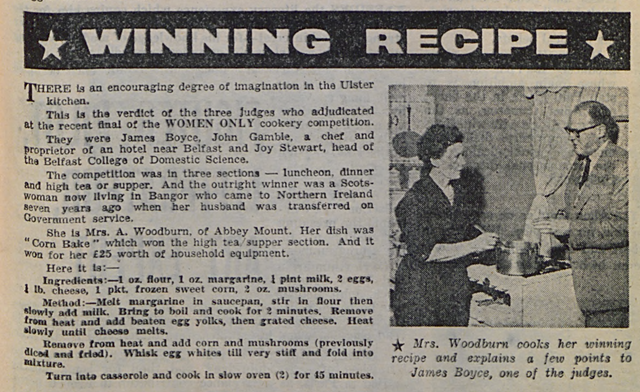 ★ WINNING RECIPE ★
THERE is an encouraging degree of imagination in the Ulster
kitchen.
This is the verdict of the three judges who adjudicated
at the recent final of the WOMEN ONLY cookery competition.
They were James Boyce, John Gamble, a chef and
proprietor of an hotel near Belfast and Joy Stewart, head of
the Belfast College of Domestic Science.
The competition was in three sections — luncheon, dinner
and high tea or supper. And the outright winner was a Scots-
woman now living in Bangor who came to Northern Ireland
seven years ago when her husband was transferred on
Government service.
She is Mrs. A. Woodburn, of Abbey Mount. Her dish was
"Corn Bake" which won the high tea/supper section. And it
won for her £25 worth of household equipment.
Here it is:—
Ingredients:—1 oz. flour, 1 oz. margarine, pint milk, 2 eggs,
lb. cheese, 1 pkt. frozen sweet corn, 2 oz. mushrooms.
Method:—Melt margarine in saucepan, stir in flour then
slowly add milk. Bring to boil and cook for 2 minutes. Remove
from heat and add beaten egg yolks, then grated cheese. Heat
slowly until cheese melts.
Remove from heat and add corn and mushrooms (previously
diced and fried). Whisk egg whites till very stiff and fold into
mixture.
Turn into casserole and cook in slow oven (2) for 45 minutes.
★ Mrs. Woodburn cooks her winning
recipe and explains a few points to
James Boyce, one of the judges.